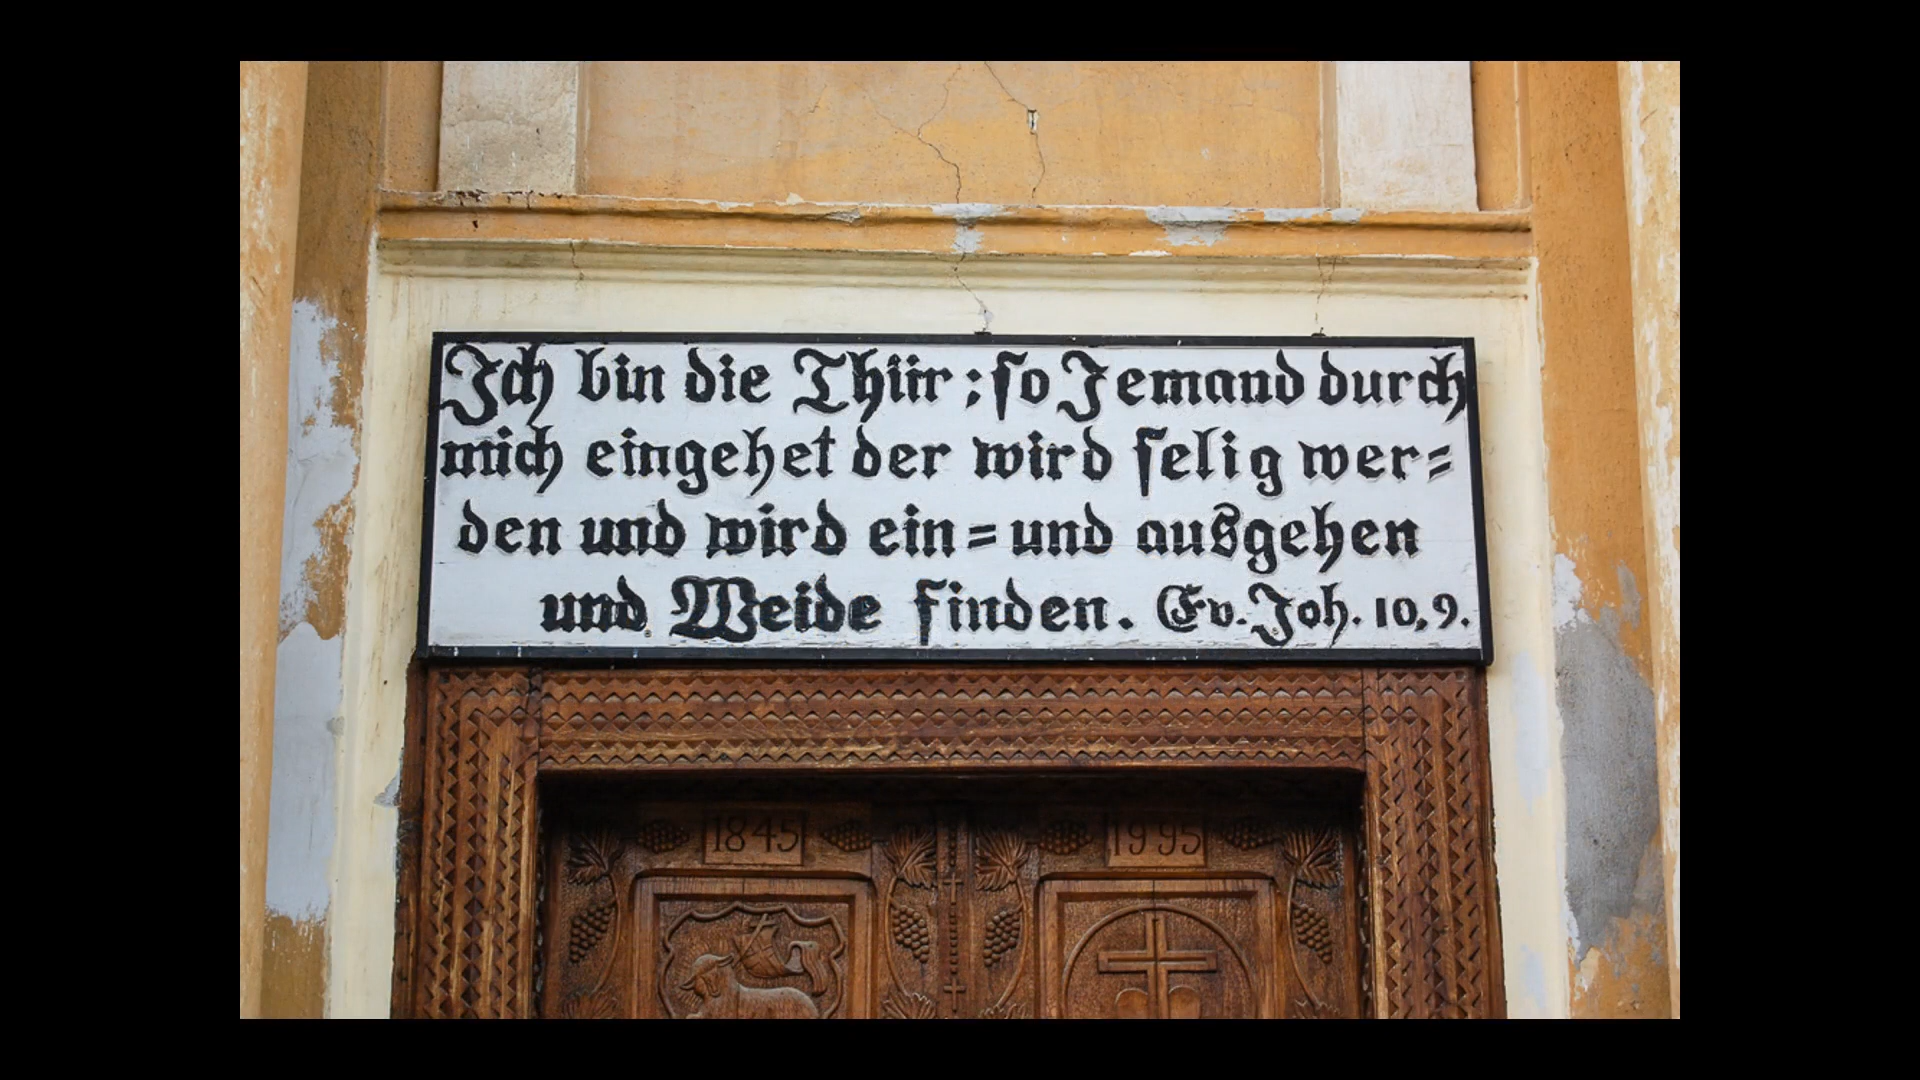 Ich bin die Thür; so Jemand durch
mich eingehet der wird selig wer=
den und wird ein=und ausgehen
und Weide finden. Ev. Joh. 10,9.
1845 1995